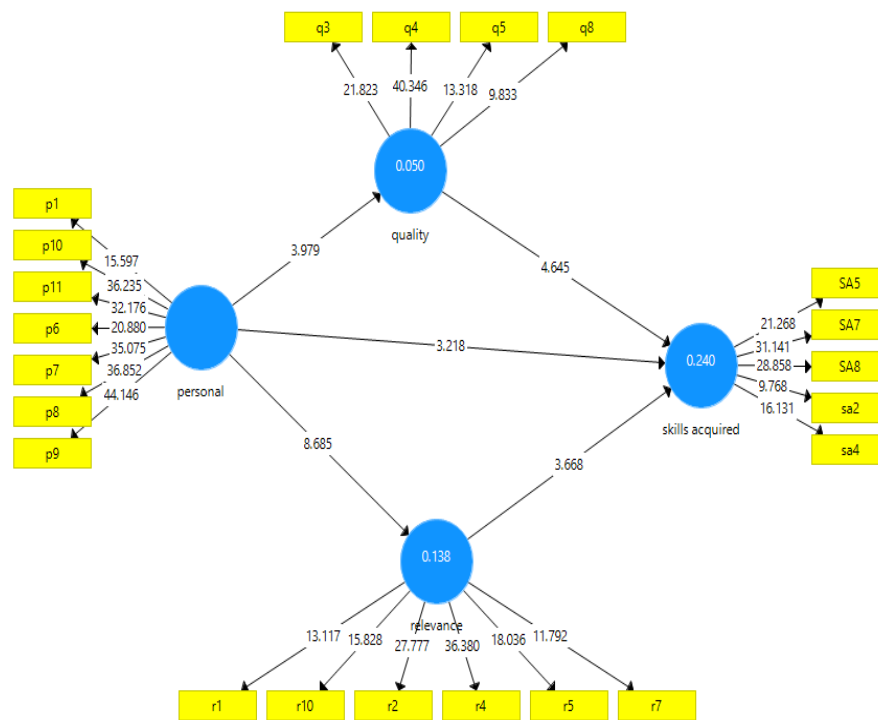 q3 q4 q5 q8
21.823 40.346 13.318 9.833
0.050
quality
p1
p10
p11
p6
p7
p8
p9
15.597
36.235
32.176
20.880
35.075
36.852
44.146
personal
3.979
4.645
3.218
8.685
3.668
0.240
skills acquired
SA5
SA7
SA8
sa2
sa4
21.268
31.141
28.858
9.768
16.131
0.138
relevance
13.117 15.828 27.777 36.380 18.036 11.792
r1 r10 r2 r4 r5 r7